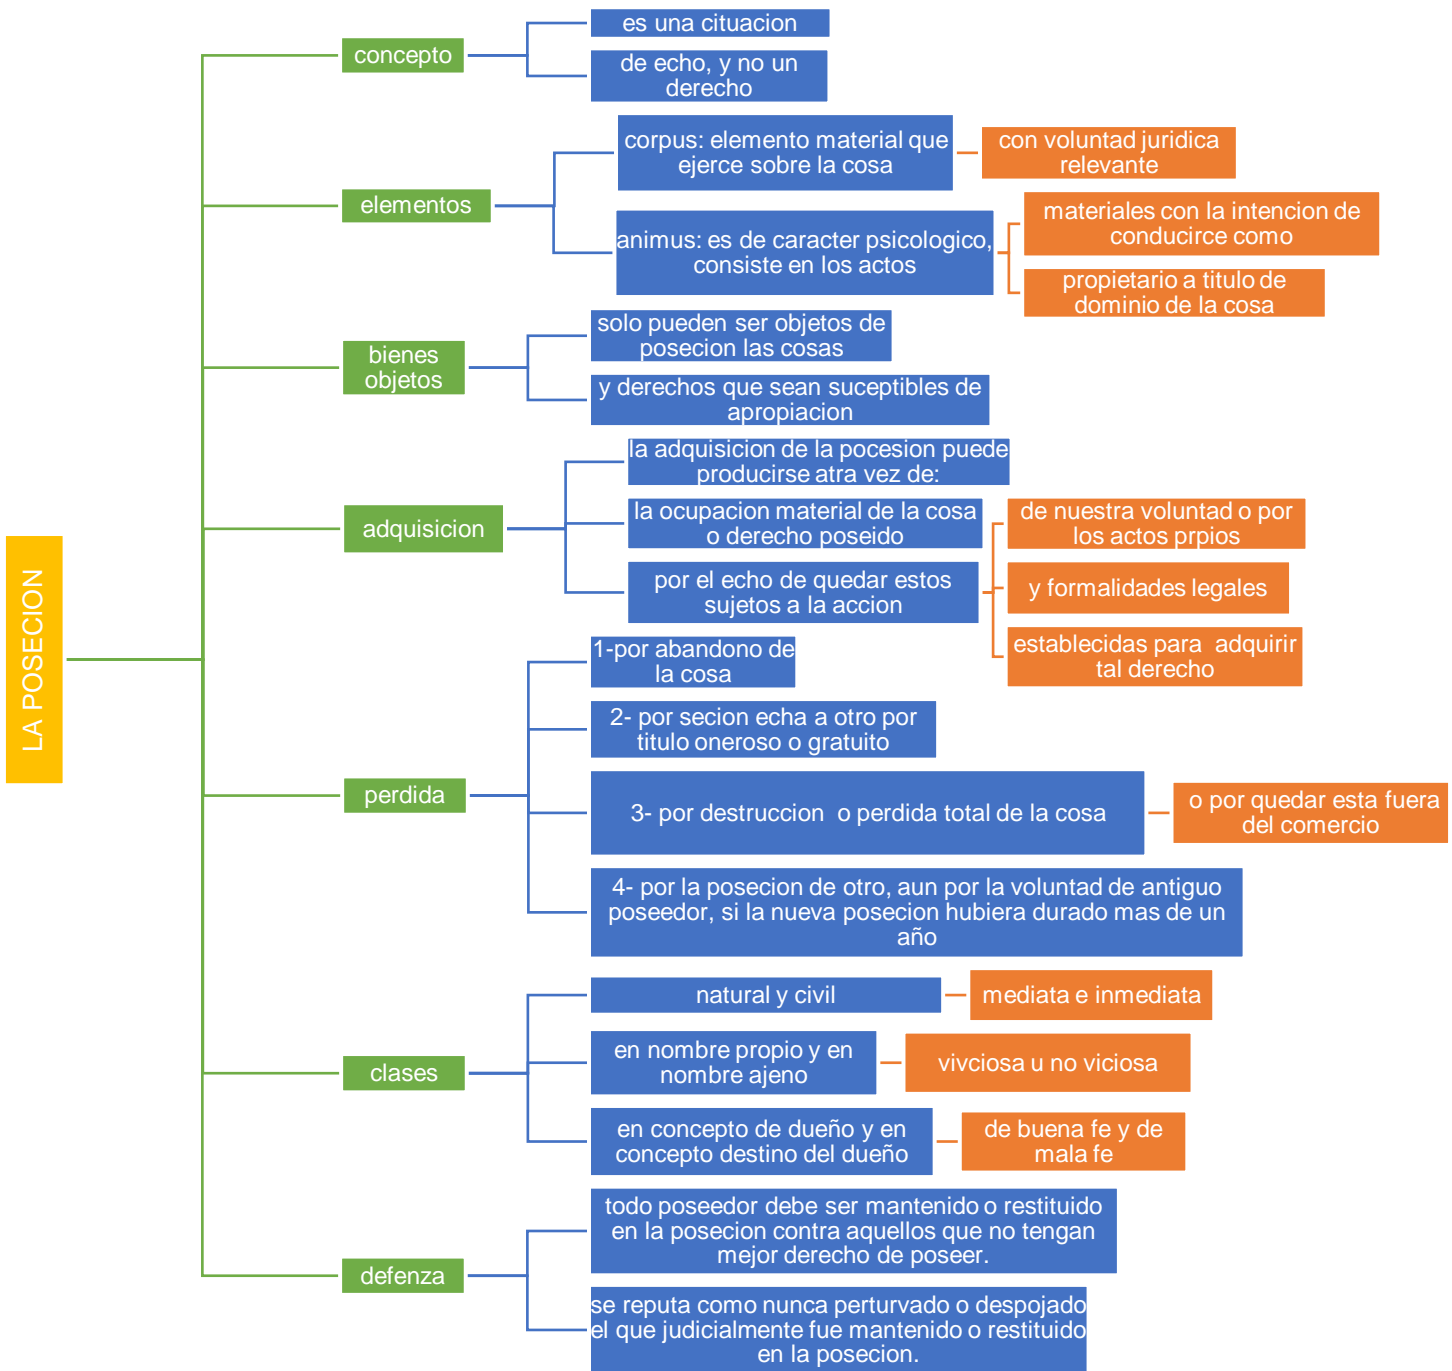 LA POSECION
concepto
es una cituacion
de echo, y no un
derecho
elementos
corpus: elemento material que
ejerce sobre la cosa
con voluntad juridica
relevante
animus: es de caracter psicologico,
consiste en los actos
materiales con la intencion de
conducirce como
propietario a titulo de
dominio de la cosa
bienes
objetos
solo pueden ser objetos de
posecion las cosas
y derechos que sean suceptibles de
apropiacion
adquisicion
la adquisicion de la pocesion puede
producirse atra vez de:
la ocupacion material de la cosa
o derecho poseido
por el echo de quedar estos
sujetos a la accion
de nuestra voluntad o por
los actos prpios
y formalidades legales
establecidas para  adquirir
tal derecho
perdida
1-por abandono de
la cosa
2- por secion echa a otro por
titulo oneroso o gratuito
3- por destruccion  o perdida total de la cosa
o por quedar esta fuera
del comercio
4- por la posecion de otro, aun por la voluntad de antiguo
poseedor, si la nueva posecion hubiera durado mas de un
año
clases
natural y civil
mediata e inmediata
en nombre propio y en
nombre ajeno
vivciosa u no viciosa
en concepto de dueño y en
concepto destino del dueño
de buena fe y de
mala fe
defenza
todo poseedor debe ser mantenido o restituido
en la posecion contra aquellos que no tengan
mejor derecho de poseer.
se reputa como nunca perturvado o despojado
el que judicialmente fue mantenido o restituido
en la posecion.